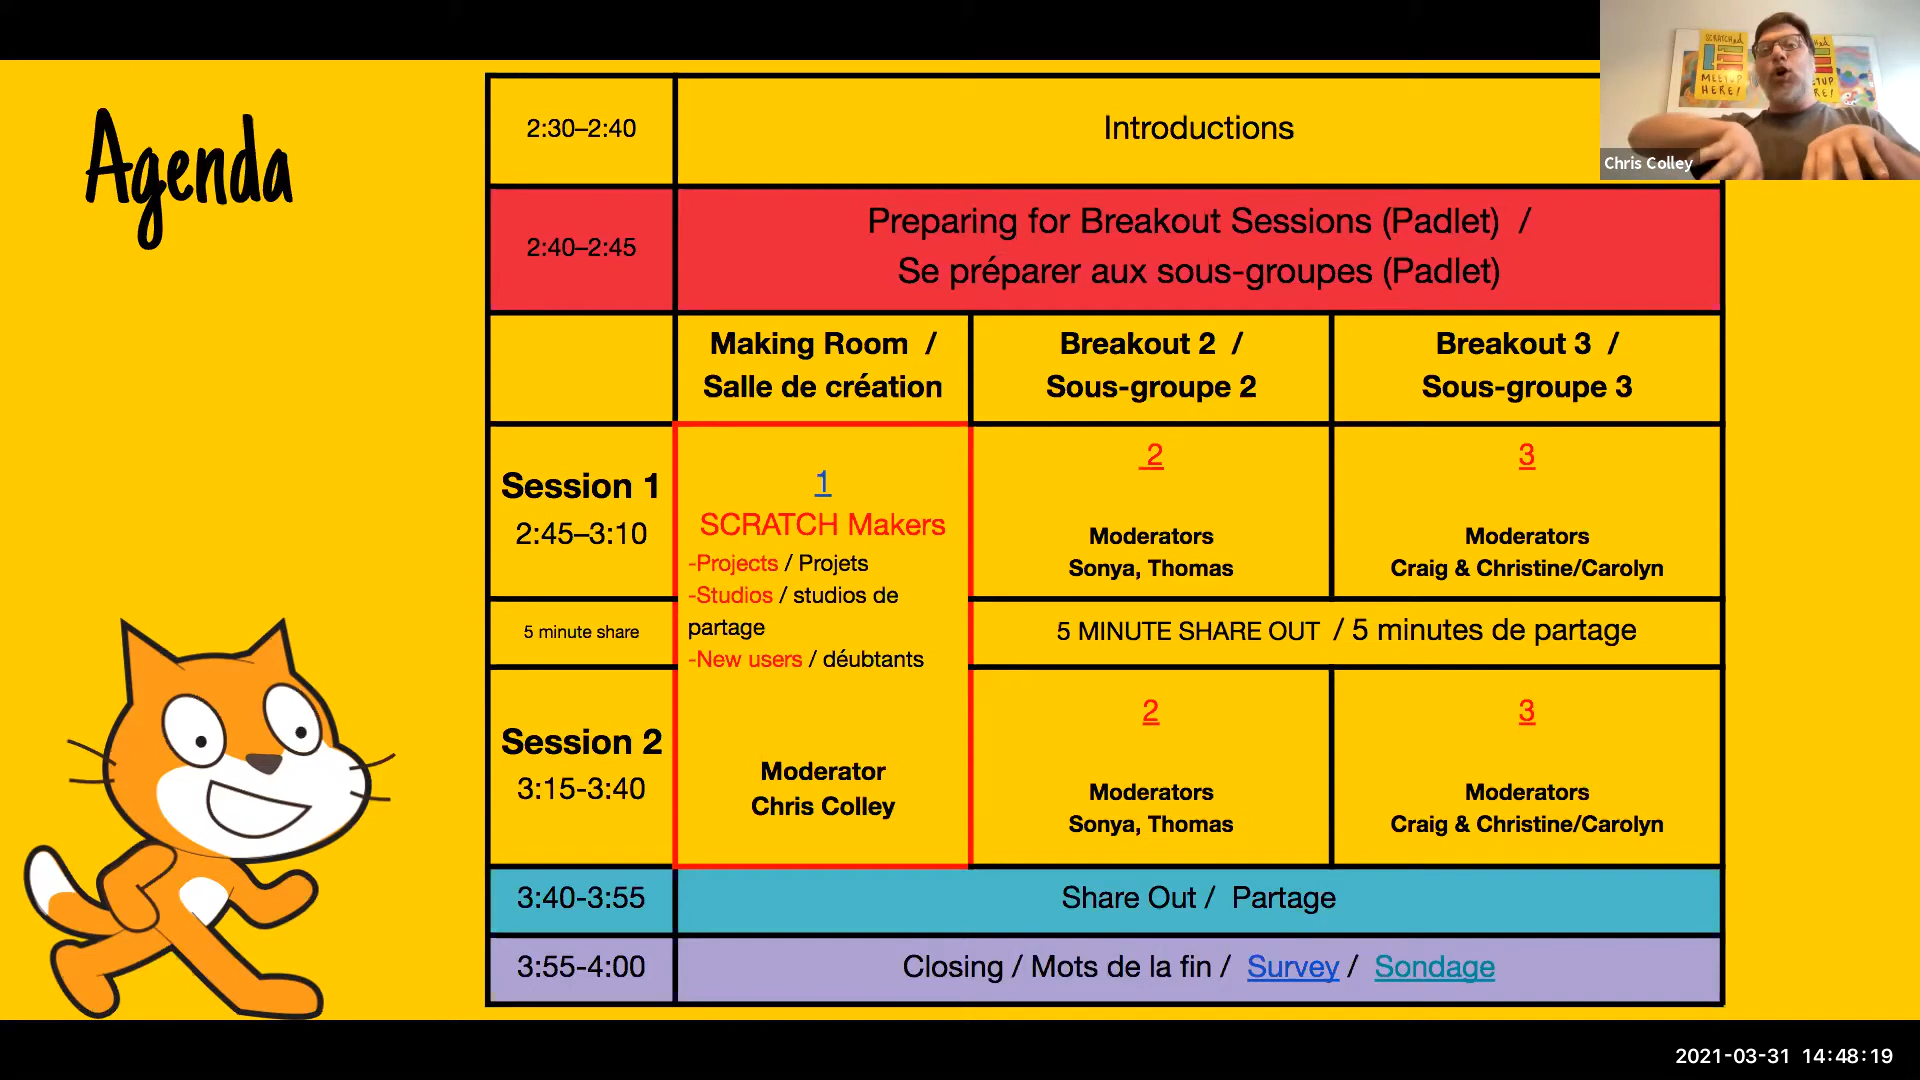 Agenda
2:30–2:40
Introductions
2:40–2:45
Preparing for Breakout Sessions (Padlet) /
Se préparer aux sous-groupes (Padlet)
Making Room /
Salle de création
Breakout 2 /
Sous-groupe 2
Breakout 3 /
Sous-groupe 3
Session 1
2:45–3:10
1
SCRATCH Makers
-Projects / Projets
-Studios / studios de
partage
-New users / déubtants
Moderator
Chris Colley
2
Moderators
Sonya, Thomas
3
Moderators
Craig & Christine/Carolyn
5 minute share
5 MINUTE SHARE OUT / 5 minutes de partage
Session 2
3:15-3:40
2
Moderators
Sonya, Thomas
3
Moderators
Craig & Christine/Carolyn
3:40-3:55
Share Out / Partage
3:55-4:00
Closing / Mots de la fin / Survey / Sondage
SCRATCHed
MEETUP
HERE!
Chris Colley
2021-03-31 14:48:19